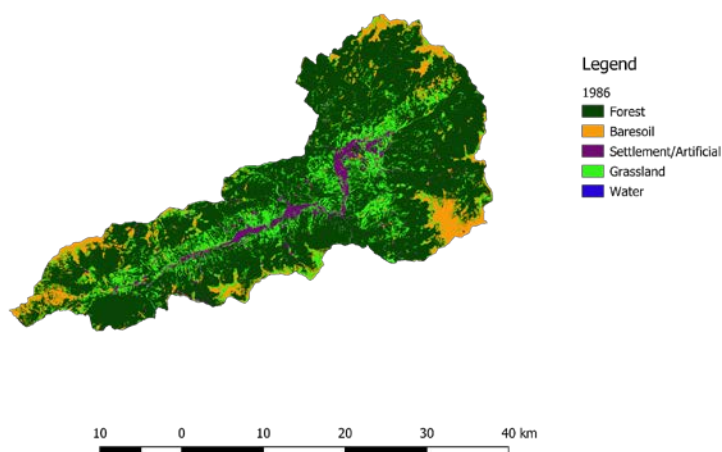 Legend
1986
Forest
Baresoil
Settlement/Artificial
Grassland
Water
10 0 10 20 30 40 km